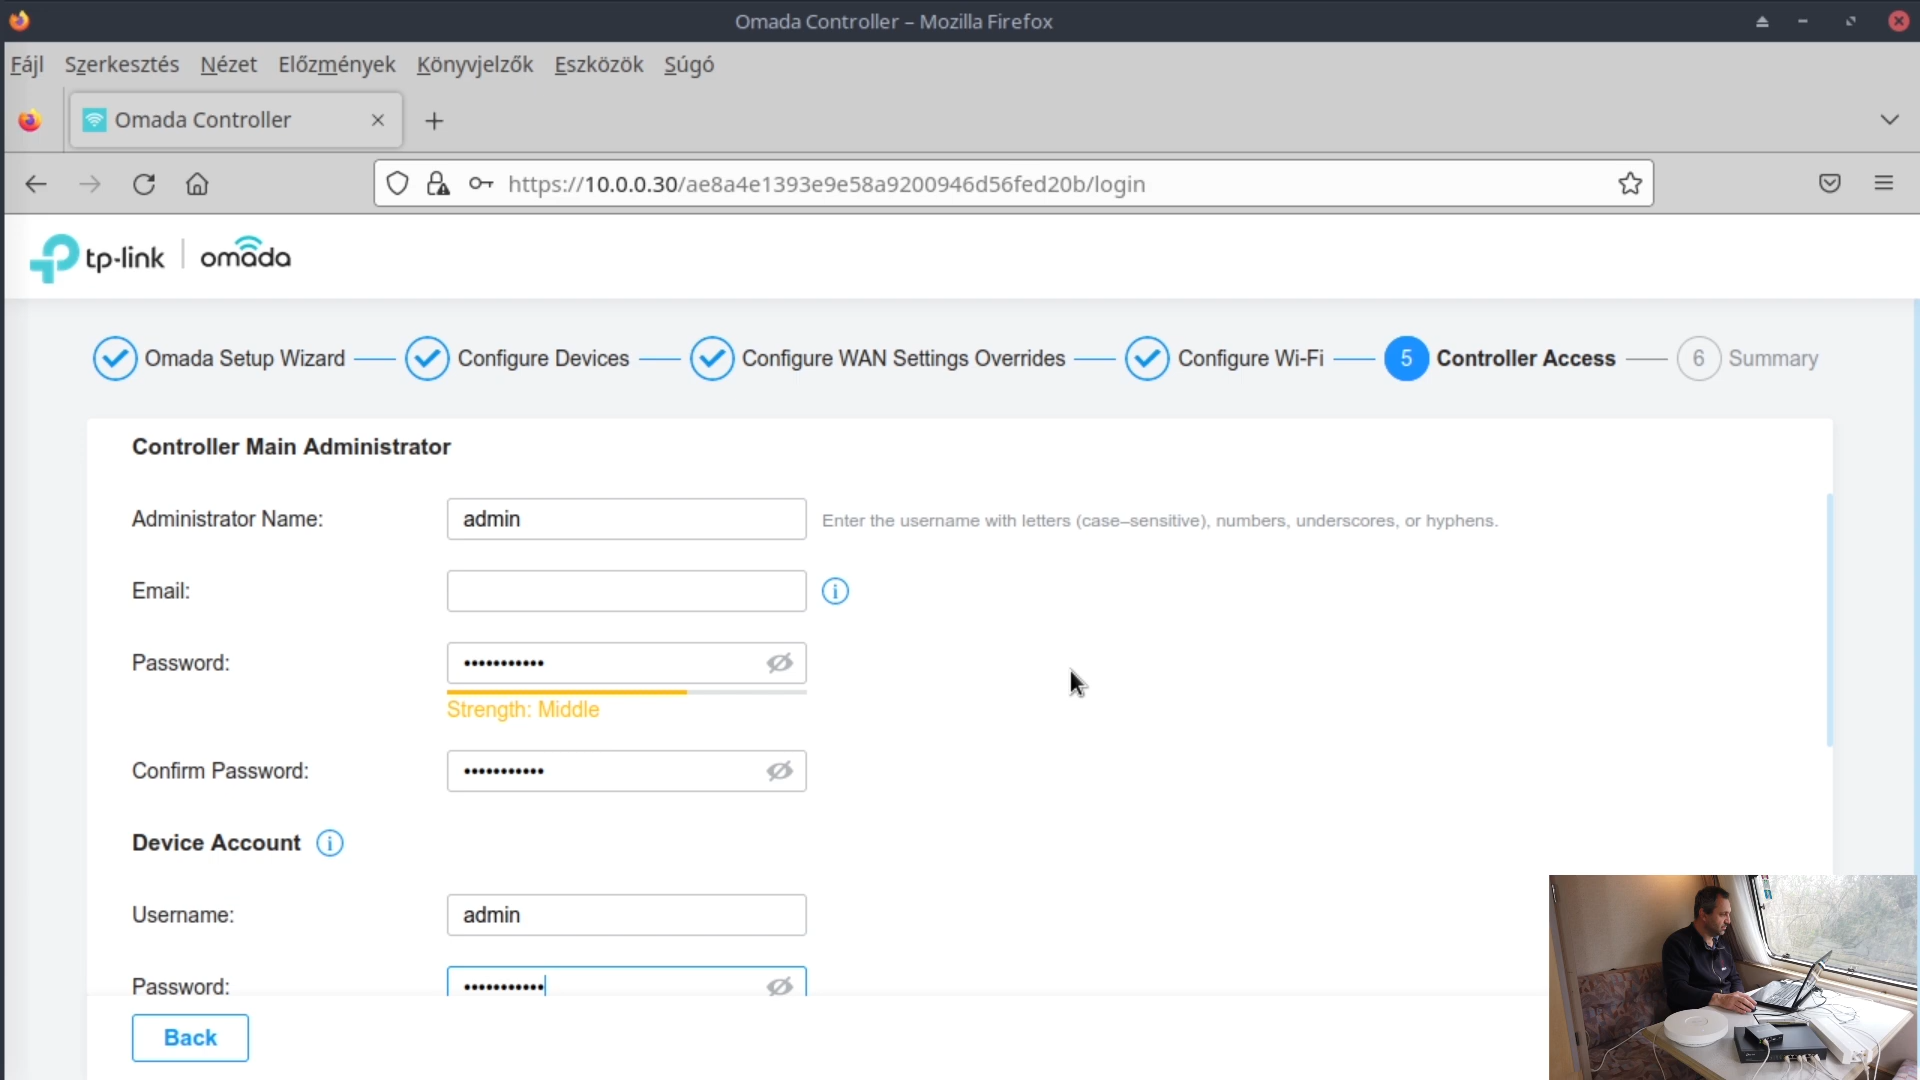 Omada Controller – Mozilla Firefox
Fájl Szerkesztés Nézet Előzmények Könyvjelzők Eszközök Súgó
Omada Controller
https://10.0.0.30/ae8a4e1393e9e58a9200946d56fed20b/login
tp-link | omada
Omada Setup Wizard Configure Devices Configure WAN Settings Overrides Configure Wi-Fi 5 Controller Access 6 Summary
Controller Main Administrator
Administrator Name: admin Enter the username with letters (case–sensitive), numbers, underscores, or hyphens.
Email:
Password: •••••••••••
Strength: Middle
Confirm Password: •••••••••••
Device Account
Username: admin
Password: •••••••••••
Back